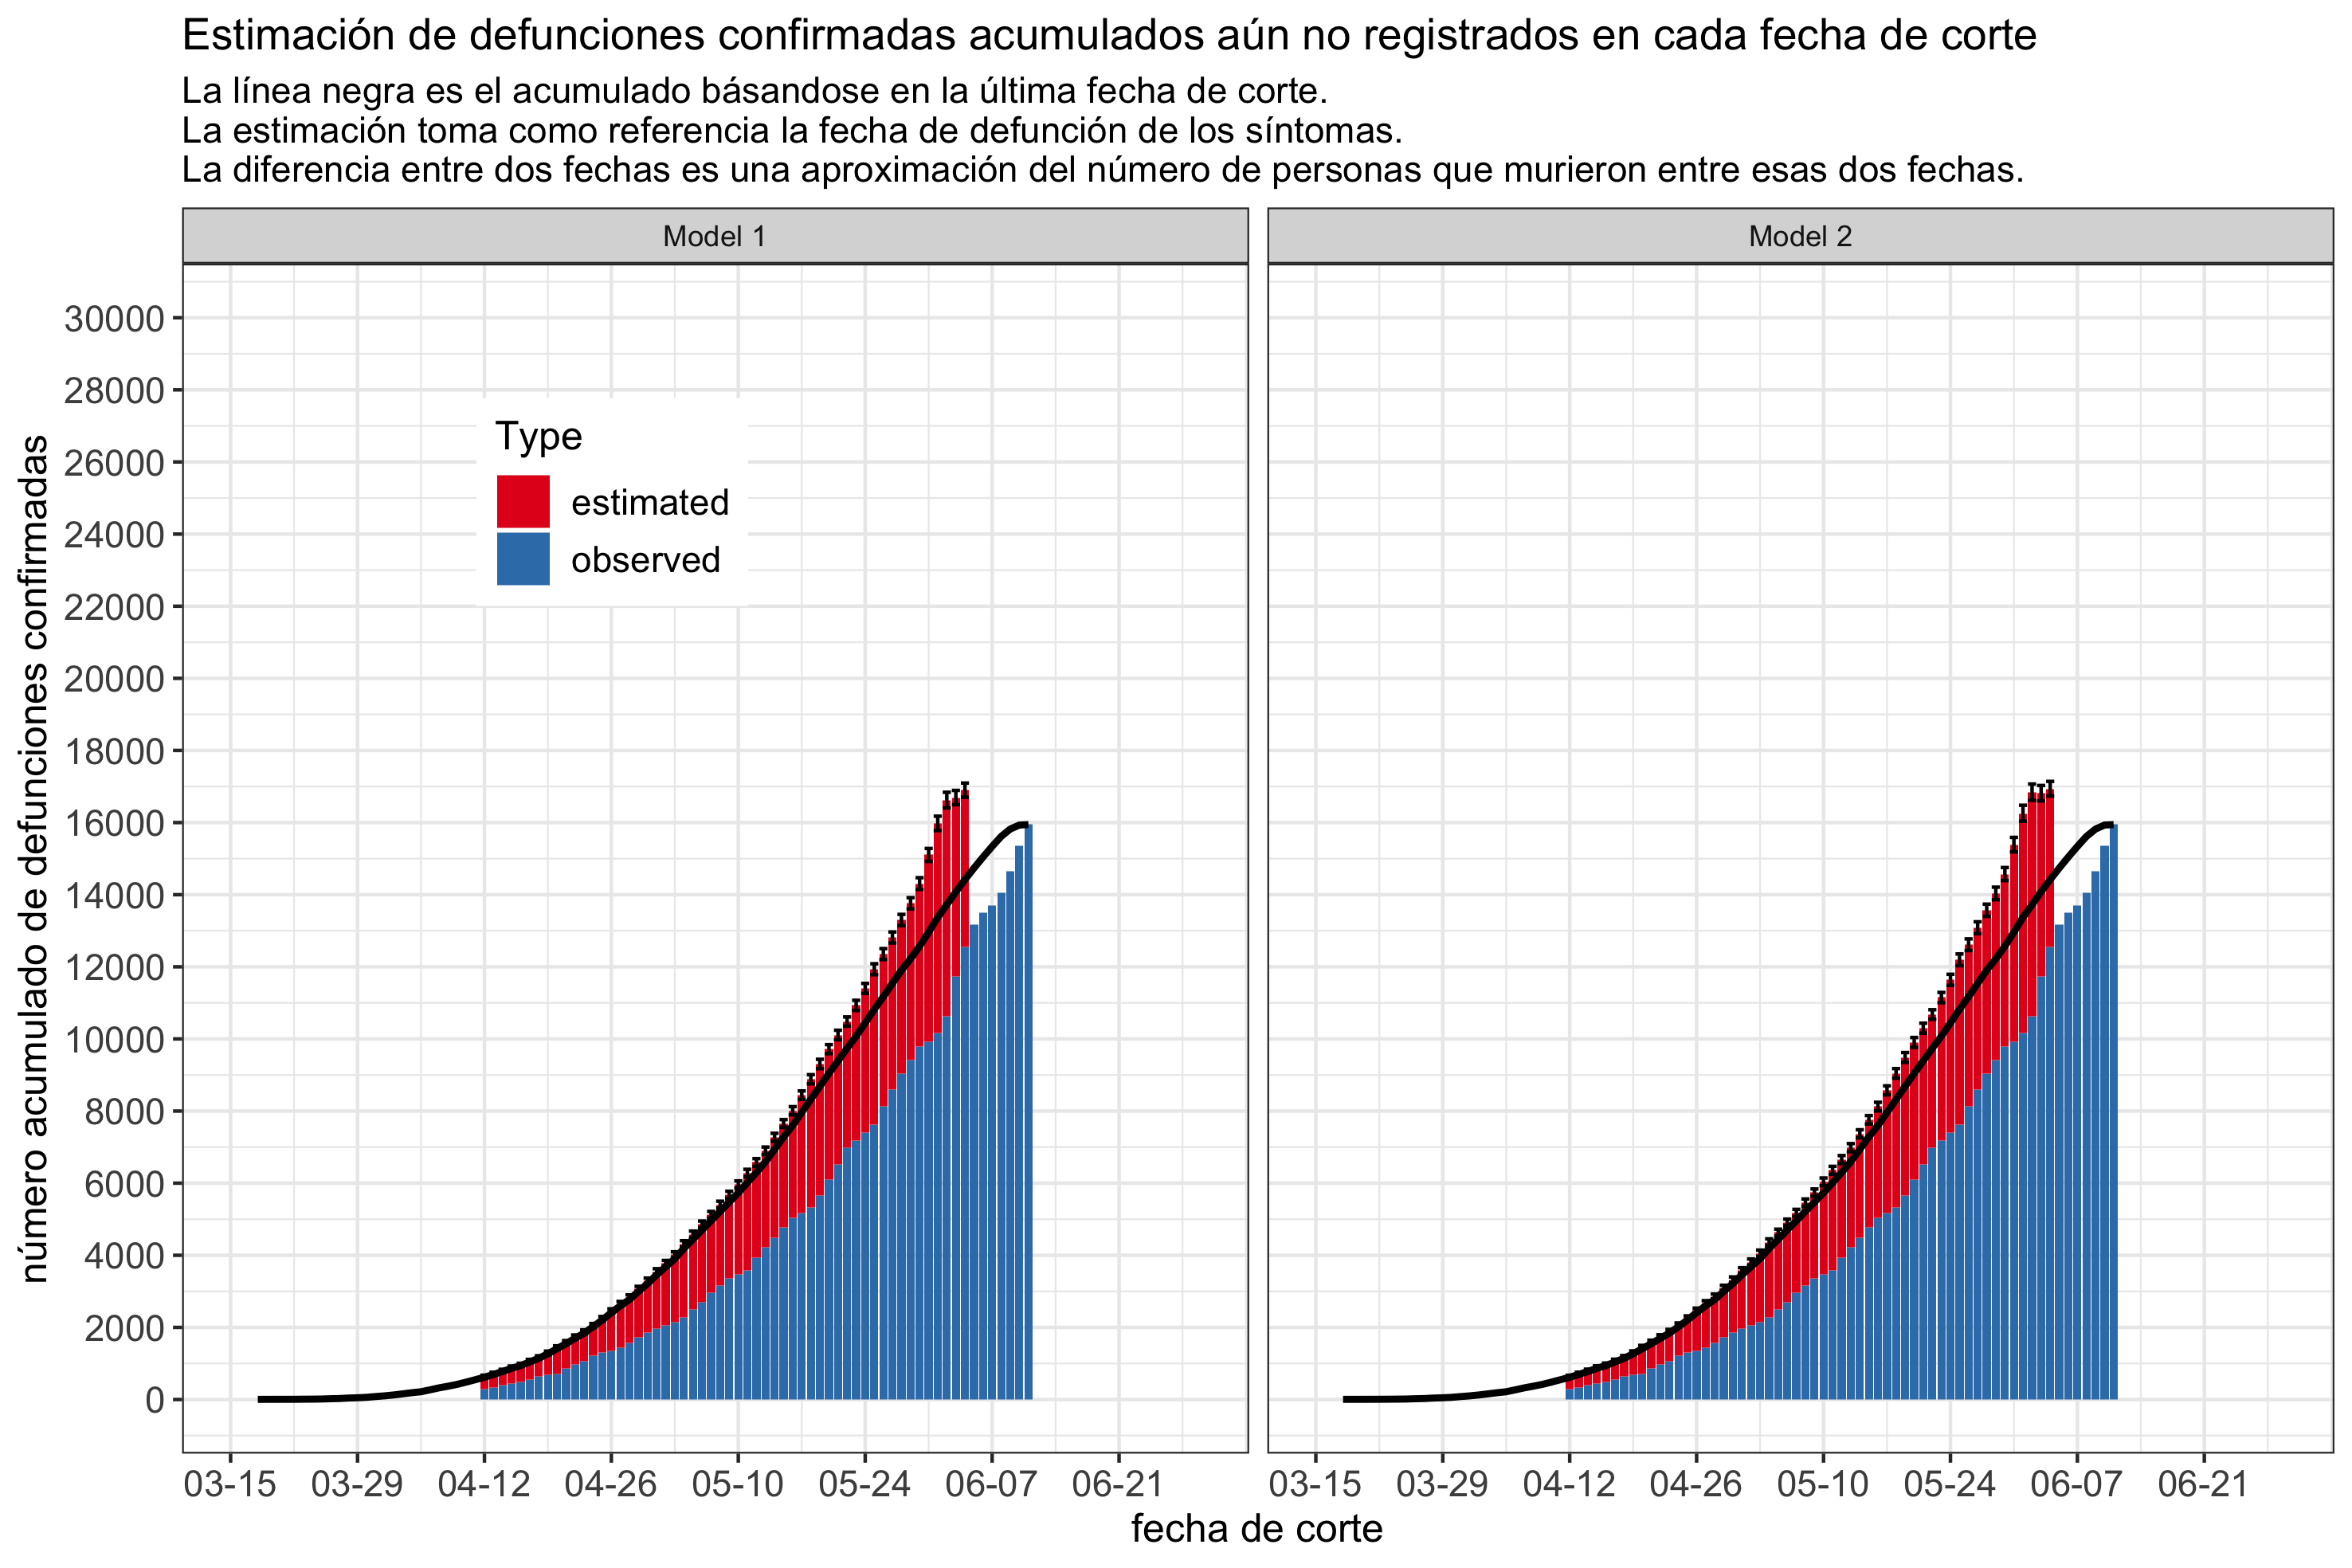 Estimación de defunciones confirmadas acumulados aún no registrados en cada fecha de corte
La línea negra es el acumulado básandose en la última fecha de corte.
La estimación toma como referencia la fecha de defunción de los síntomas.
La diferencia entre dos fechas es una aproximación del número de personas que murieron entre esas dos fechas.
Model 1
Model 2
número acumulado de defunciones confirmadas
30000
28000
26000
24000
22000
20000
18000
16000
14000
12000
10000
8000
6000
4000
2000
0
Type
estimated
observed
03-15 03-29 04-12 04-26 05-10 05-24 06-07 06-21
03-15 03-29 04-12 04-26 05-10 05-24 06-07 06-21
fecha de corte